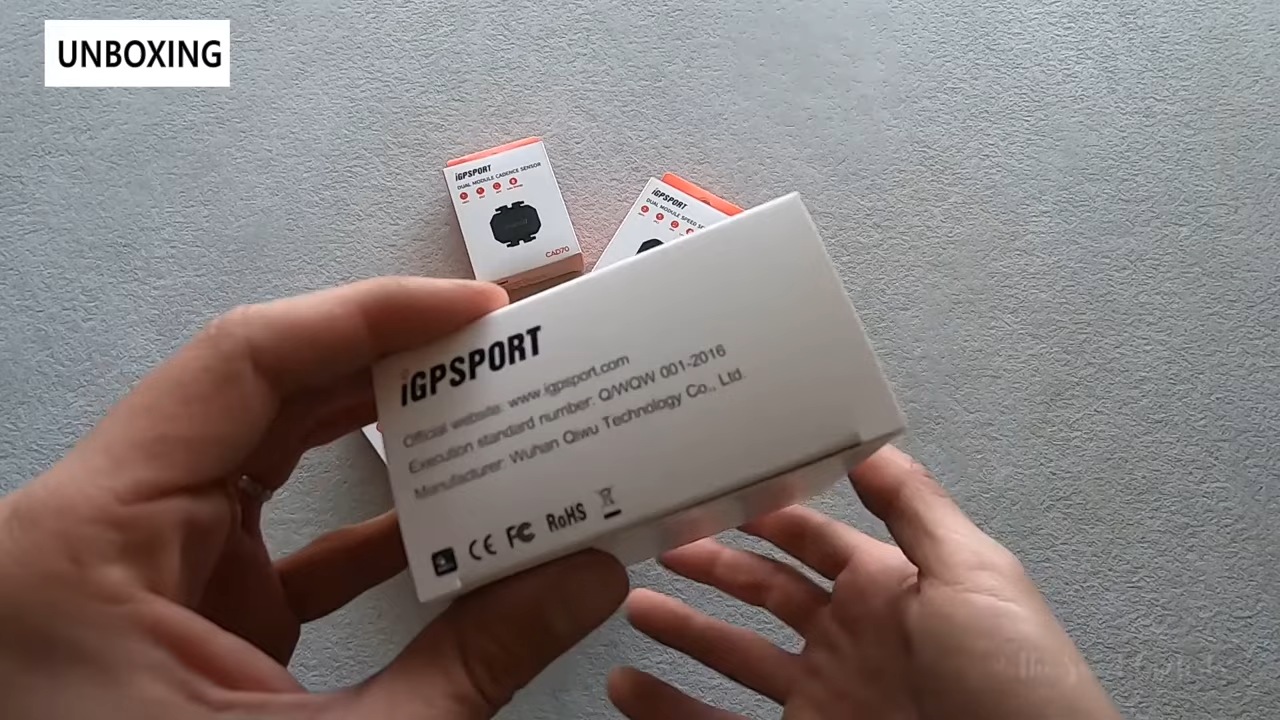 UNBOXING
iGPSPORT
DUAL MODULE CADENCE SENSOR
CAD70
iGPSPORT
DUAL MODULE SPEED SE
iGPSPORT
Official website: www.igpsport.com
Execution standard number: Q/WQW 001-2016
Manufacturer: Wuhan Qiwu Technology Co., Ltd.
CE FC RoHS